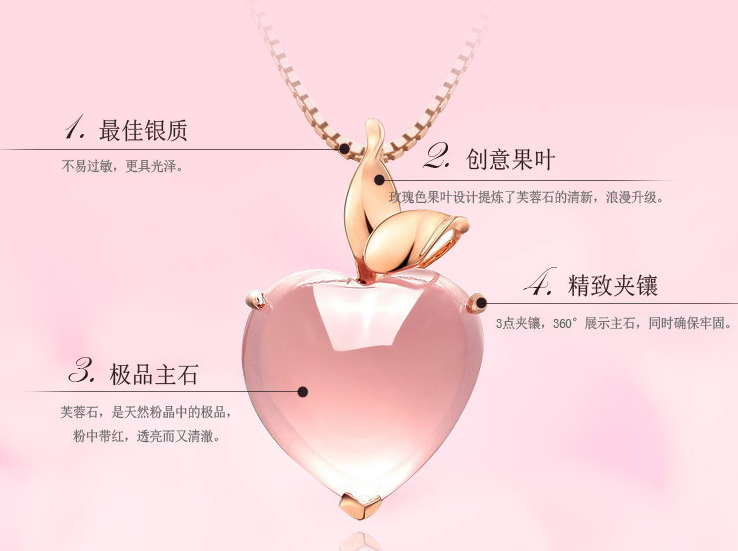 1. 最佳银质
不易过敏，更具光泽。
2. 创意果叶
玫瑰色果叶设计提炼了芙蓉石的清新，浪漫升级。
4. 精致夹镶
3点夹镶，360°展示主石，同时确保牢固。
3. 极品主石
芙蓉石，是天然粉晶中的极品，
粉中带红，透亮而又清澈。